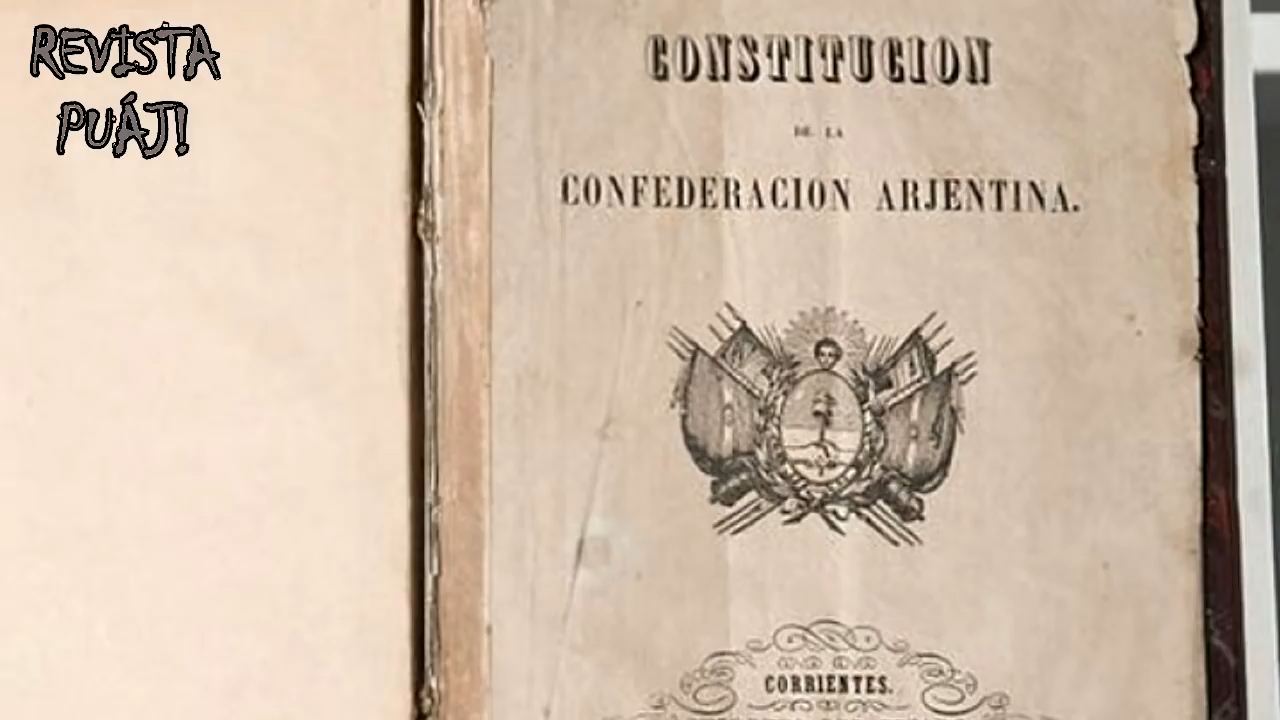 REVISTA
PUÁJ!
CONSTITUCION
DE LA
CONFEDERACION ARJENTINA.
CORRIENTES.